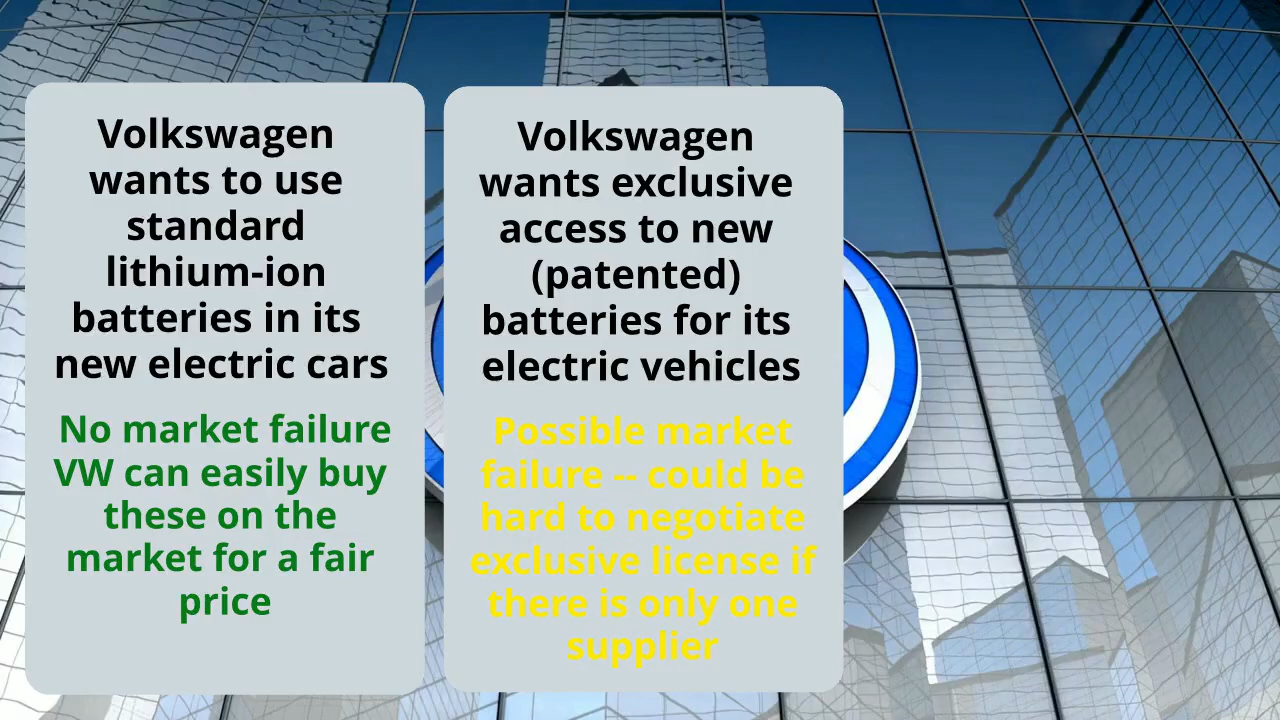 Volkswagen
wants to use
standard
lithium-ion
batteries in its
new electric cars
No market failure
VW can easily buy
these on the
market for a fair
price
Volkswagen
wants exclusive
access to new
(patented)
batteries for its
electric vehicles
Possible market
failure -- could be
hard to negotiate
exclusive license if
there is only one
supplier